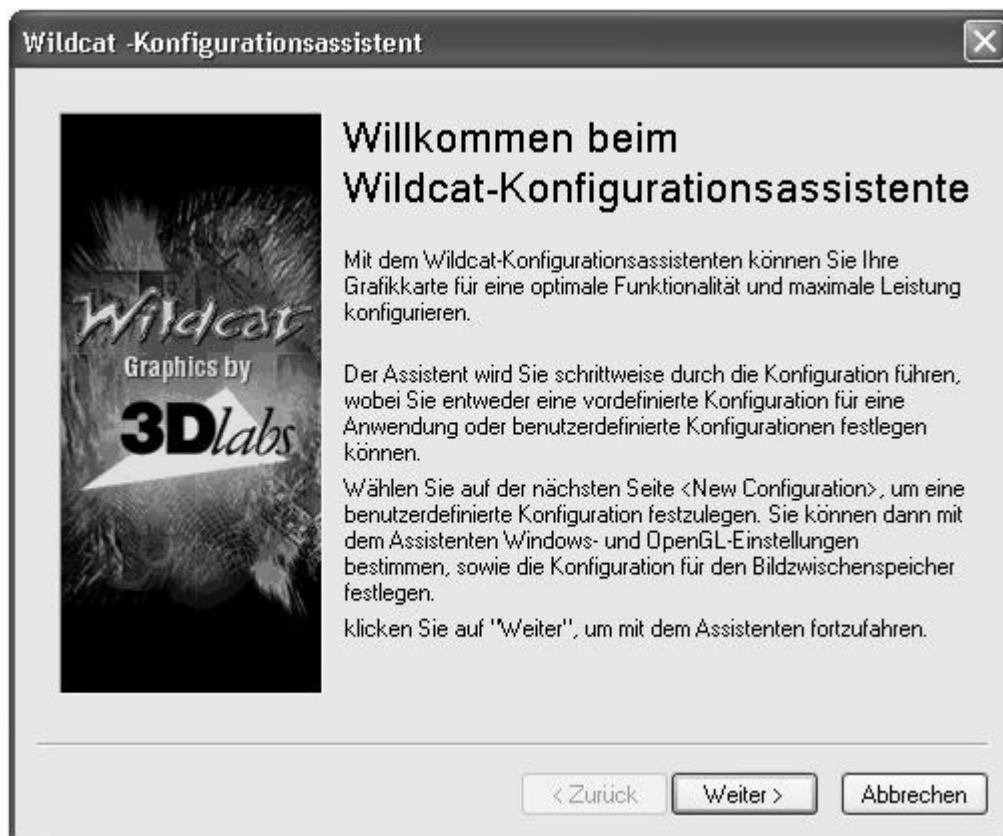 Wildcat -Konfigurationsassistent
Willkommen beim
Wildcat-Konfigurationsassistente
Mit dem Wildcat-Konfigurationsassistenten können Sie Ihre
Grafikkarte für eine optimale Funktionalität und maximale Leistung
konfigurieren.
Der Assistent wird Sie schrittweise durch die Konfiguration führen,
wobei Sie entweder eine vordefinierte Konfiguration für eine
Anwendung oder benutzerdefinierte Konfigurationen festlegen
können.
Wählen Sie auf der nächsten Seite <New Configuration>, um eine
benutzerdefinierte Konfiguration festzulegen. Sie können dann mit
dem Assistenten Windows- und OpenGL-Einstellungen
bestimmen, sowie die Konfiguration für den Bildzwischenspeicher
festlegen.
klicken Sie auf "Weiter", um mit dem Assistenten fortzufahren.
Wildcat
Graphics by
3Dlabs
< Zurück
Weiter >
Abbrechen